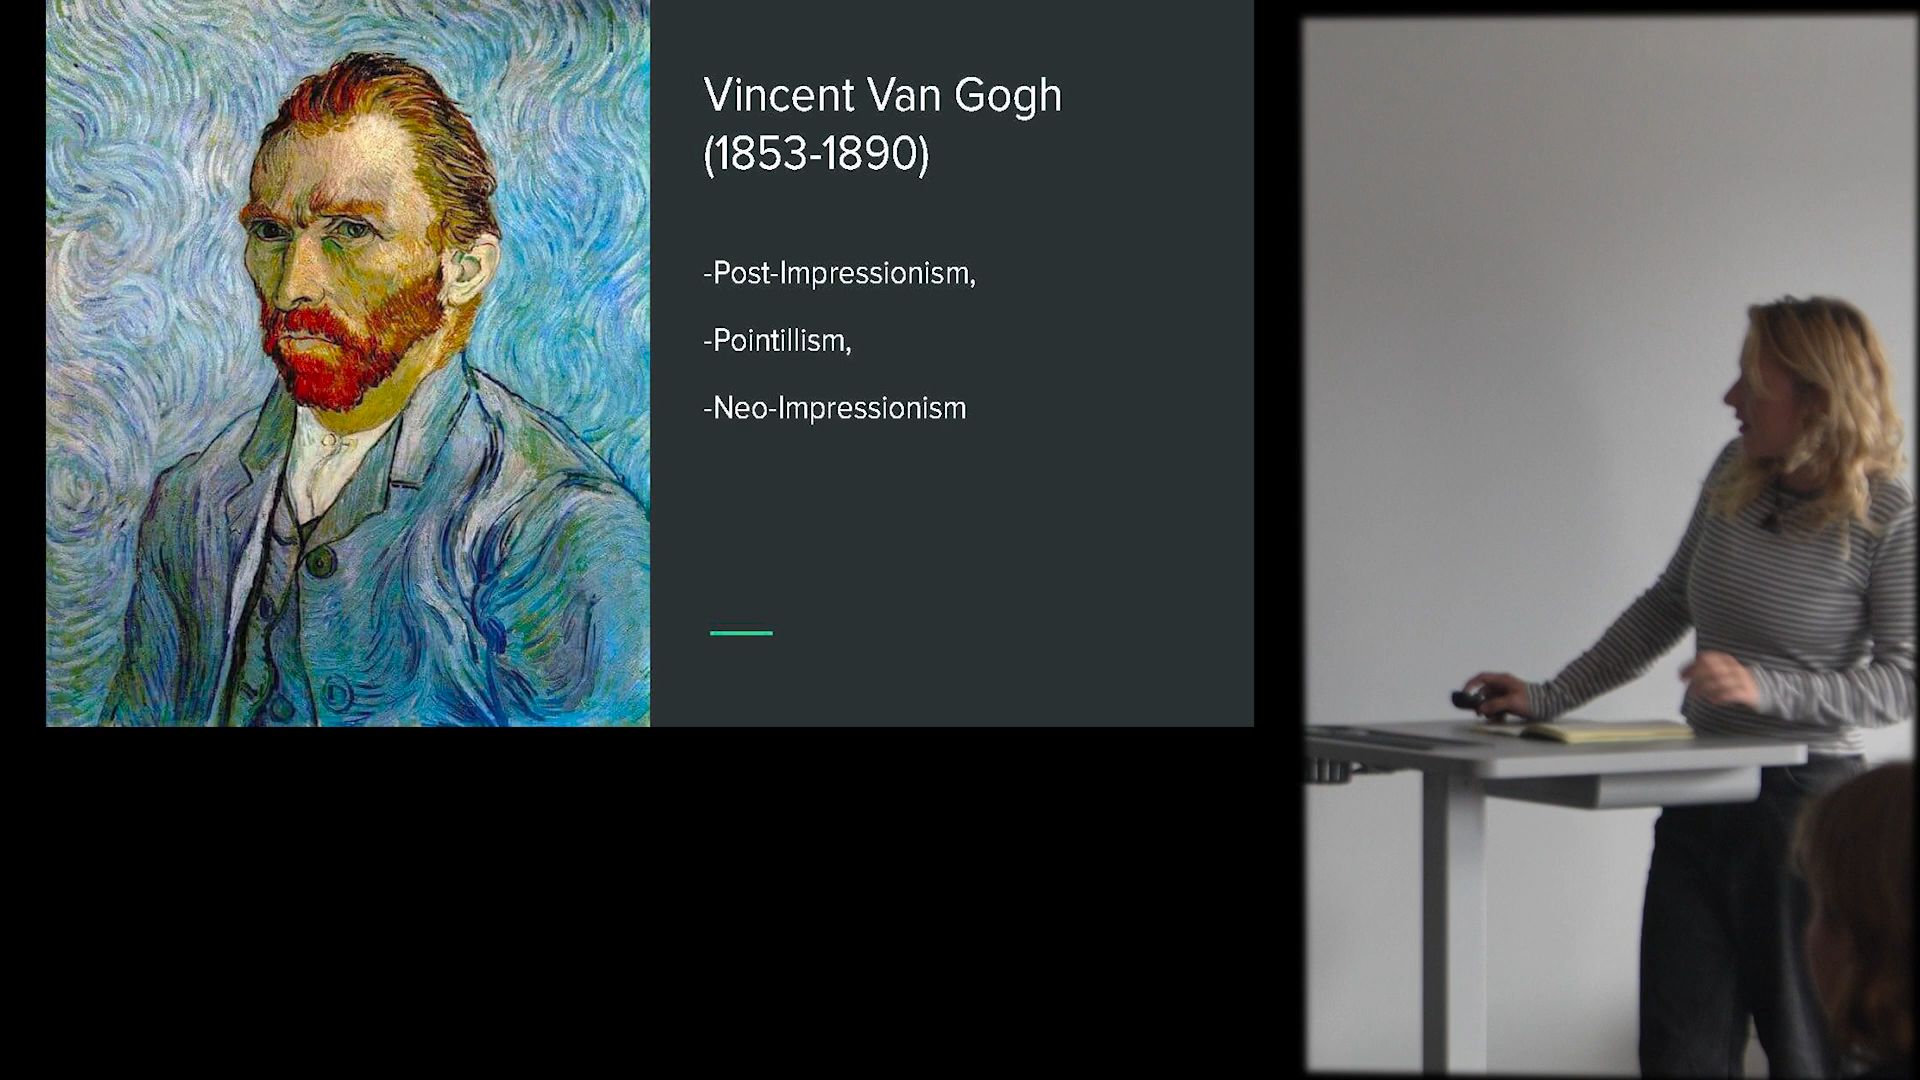 Vincent Van Gogh
(1853-1890)
-Post-Impressionism,
-Pointillism,
-Neo-Impressionism